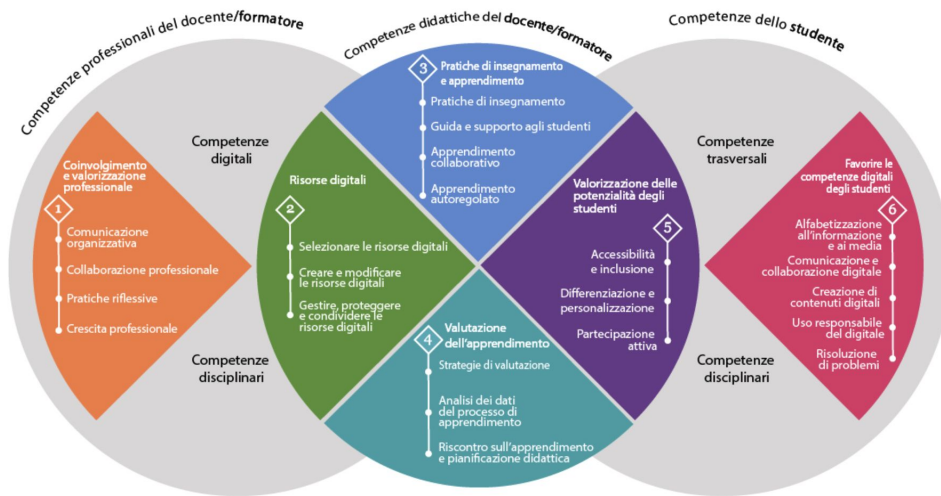 Competenze professionali del docente/formatore
Competenze didattiche del docente/formatore
Competenze dello studente
Competenze
digitali
Competenze
disciplinari
Coinvolgimento
e valorizzazione
professionale
1
Comunicazione
organizzativa
Collaborazione professionale
Pratiche riflessive
Crescita professionale
Risorse digitali
2
Selezionare le risorse digitali
Creare e modificare
le risorse digitali
Gestire, proteggere
e condividere le
risorse digitali
3
Pratiche di insegnamento
e apprendimento
Pratiche di insegnamento
Guida e supporto agli studenti
Apprendimento
collaborativo
Apprendimento
autoregolato
4
Valutazione
dell'apprendimento
Strategie di valutazione
Analisi dei dati
del processo di
apprendimento
Riscontro sull'apprendimento
e pianificazione didattica
Valorizzazione delle
potenzialità degli
studenti
5
Accessibilità
e inclusione
Differenziazione e
personalizzazione
Partecipazione
attiva
Competenze
trasversali
Competenze
disciplinari
Favorire le
competenze digitali
degli studenti
6
Alfabetizzazione
all'informazione
e ai media
Comunicazione e
collaborazione digitale
Creazione di
contenuti digitali
Uso responsabile
del digitale
Risoluzione
di problemi